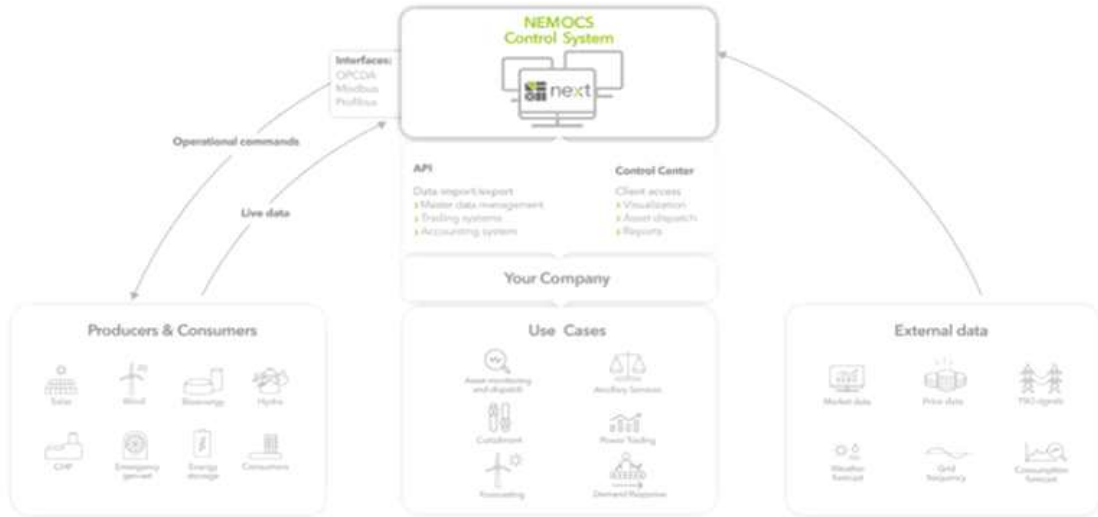 NEMOCS
Control System
next
Interfaces:
OPCDA
Modbus
Profibus
Operational commands
Live data
API
Data import/export
Master data management
Trading systems
Accounting system
Control Center
Client access
Visualization
Asset dispatch
Reports
Your Company
Producers & Consumers
Solar
Wind
Bioenergy
Hydro
CHP
Emergency
gen-set
Energy
storage
Consumers
Use Cases
Asset monitoring
and dispatch
Ancillary Services
Curtailment
Power Trading
Forecasting
Demand Response
External data
Market data
Price data
TSO signals
Weather
forecast
Grid
frequency
Consumption
forecast